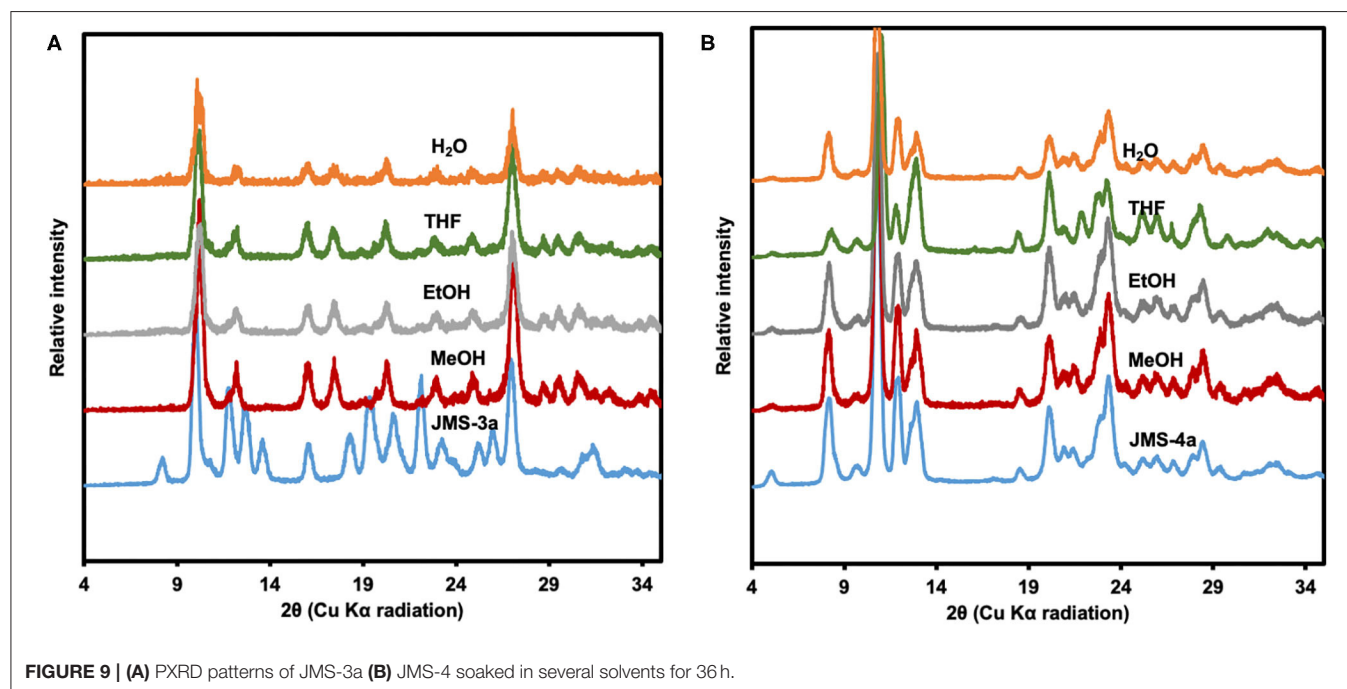 A
H₂O
THF
EtOH
MeOH
JMS-3a
Relative intensity
4 9 14 19 24 29 34
2θ (Cu Kα radiation)
B
H₂O
THF
EtOH
MeOH
JMS-4a
Relative intensity
4 9 14 19 24 29 34
2θ (Cu Kα radiation)
FIGURE 9 | (A) PXRD patterns of JMS-3a (B) JMS-4 soaked in several solvents for 36 h.